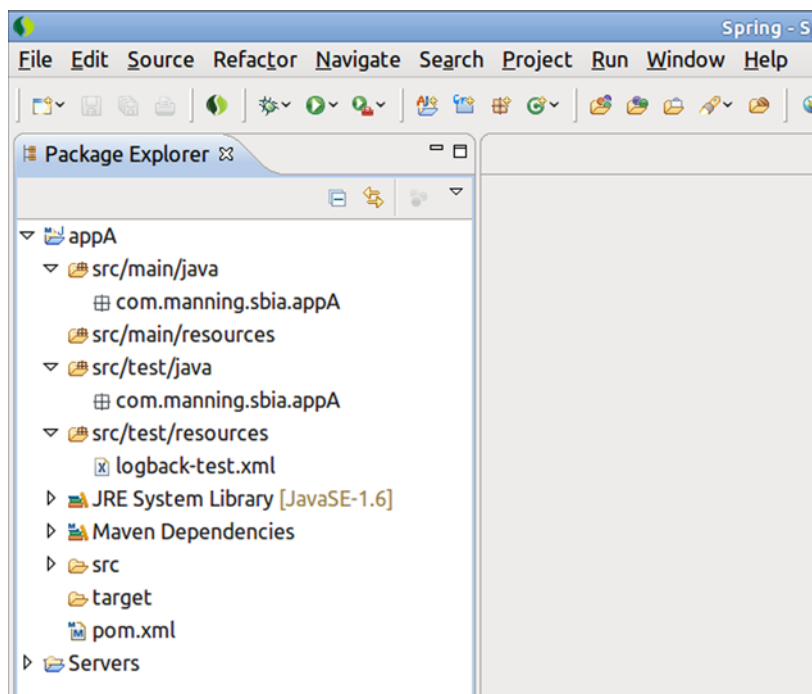 Spring - S
File Edit Source Refactor Navigate Search Project Run Window Help
Package Explorer
appA
src/main/java
com.manning.sbia.appA
src/main/resources
src/test/java
com.manning.sbia.appA
src/test/resources
logback-test.xml
JRE System Library [JavaSE-1.6]
Maven Dependencies
src
target
pom.xml
Servers